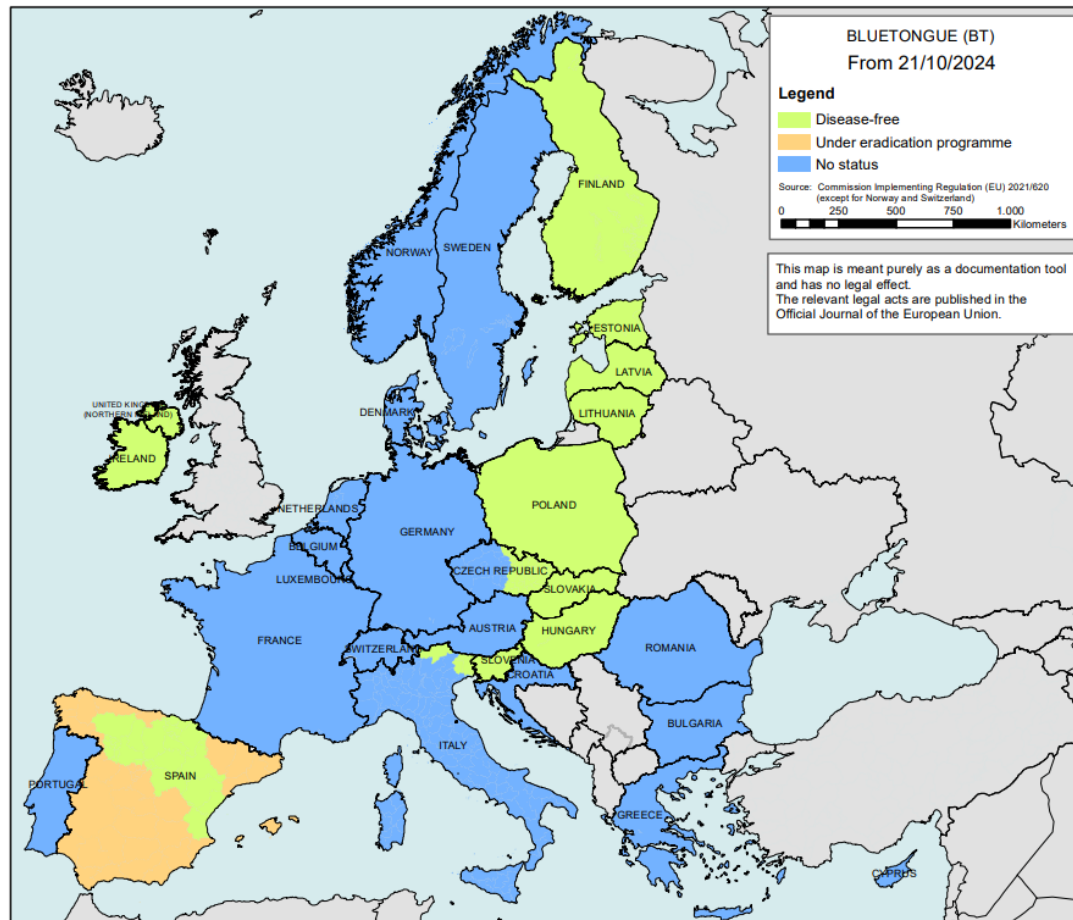 BLUETONGUE (BT)
From 21/10/2024
Legend
Disease-free
Under eradication programme
No status
Source: Commission Implementing Regulation (EU) 2021/620
(except for Norway and Switzerland)
0 250 500 750 1.000
Kilometers
This map is meant purely as a documentation tool
and has no legal effect.
The relevant legal acts are published in the
Official Journal of the European Union.
FINLAND
NORWAY
SWEDEN
ESTONIA
LATVIA
LITHUANIA
DENMARK
UNITED KINGDOM
(NORTHERN IRELAND)
IRELAND
NETHERLANDS
POLAND
GERMANY
BELGIUM
LUXEMBOURG
CZECH REPUBLIC
SLOVAKIA
FRANCE
AUSTRIA
HUNGARY
SWITZERLAND
SLOVENIA
CROATIA
ROMANIA
BULGARIA
ITALY
SPAIN
PORTUGAL
GREECE
CYPRUS